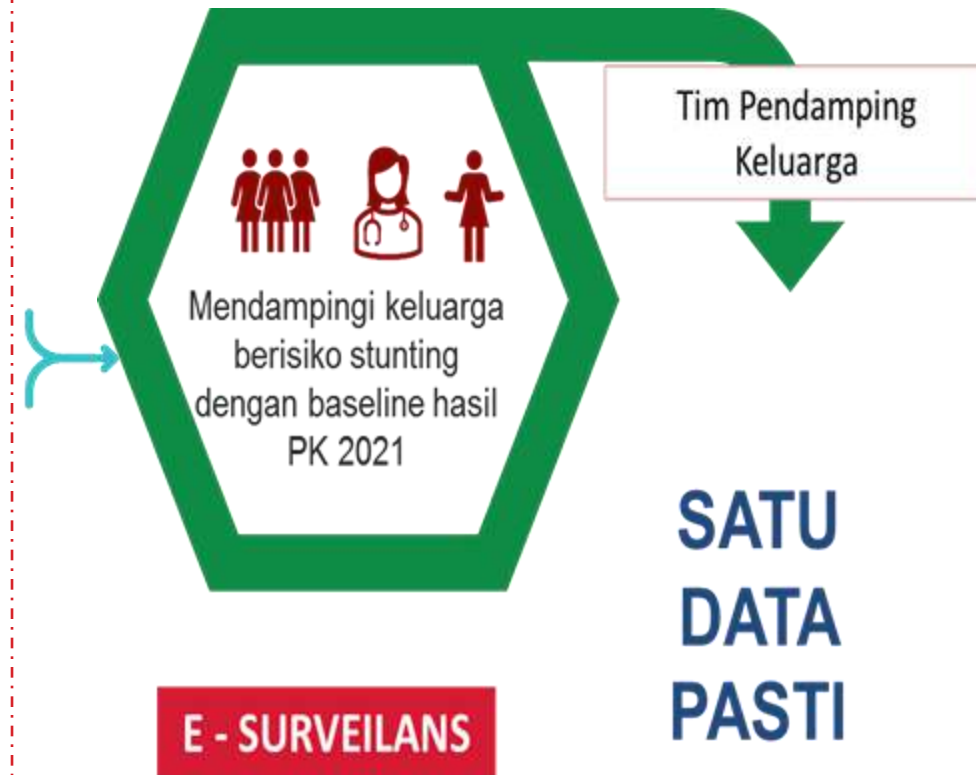 Tim Pendamping
Keluarga
Mendampingi keluarga
berisiko stunting
dengan baseline hasil
PK 2021
SATU
DATA
PASTI
E - SURVEILANS